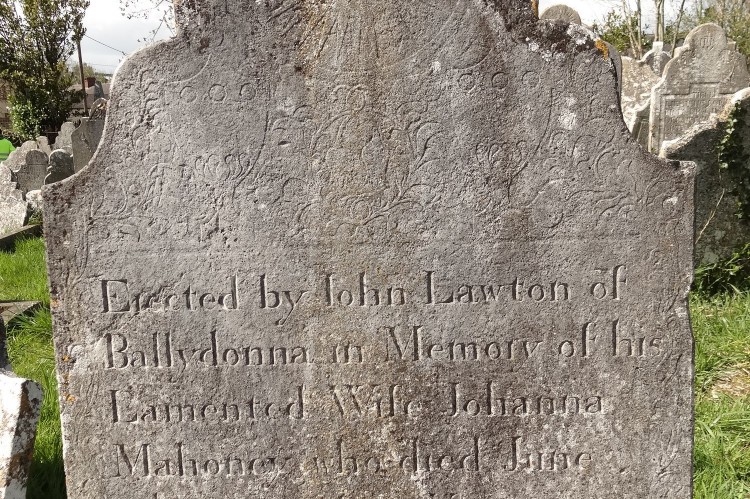 Erected by John Lawton of
Ballydonna in Memory of his
Lamented Wife Johanna
Mahoney who died June